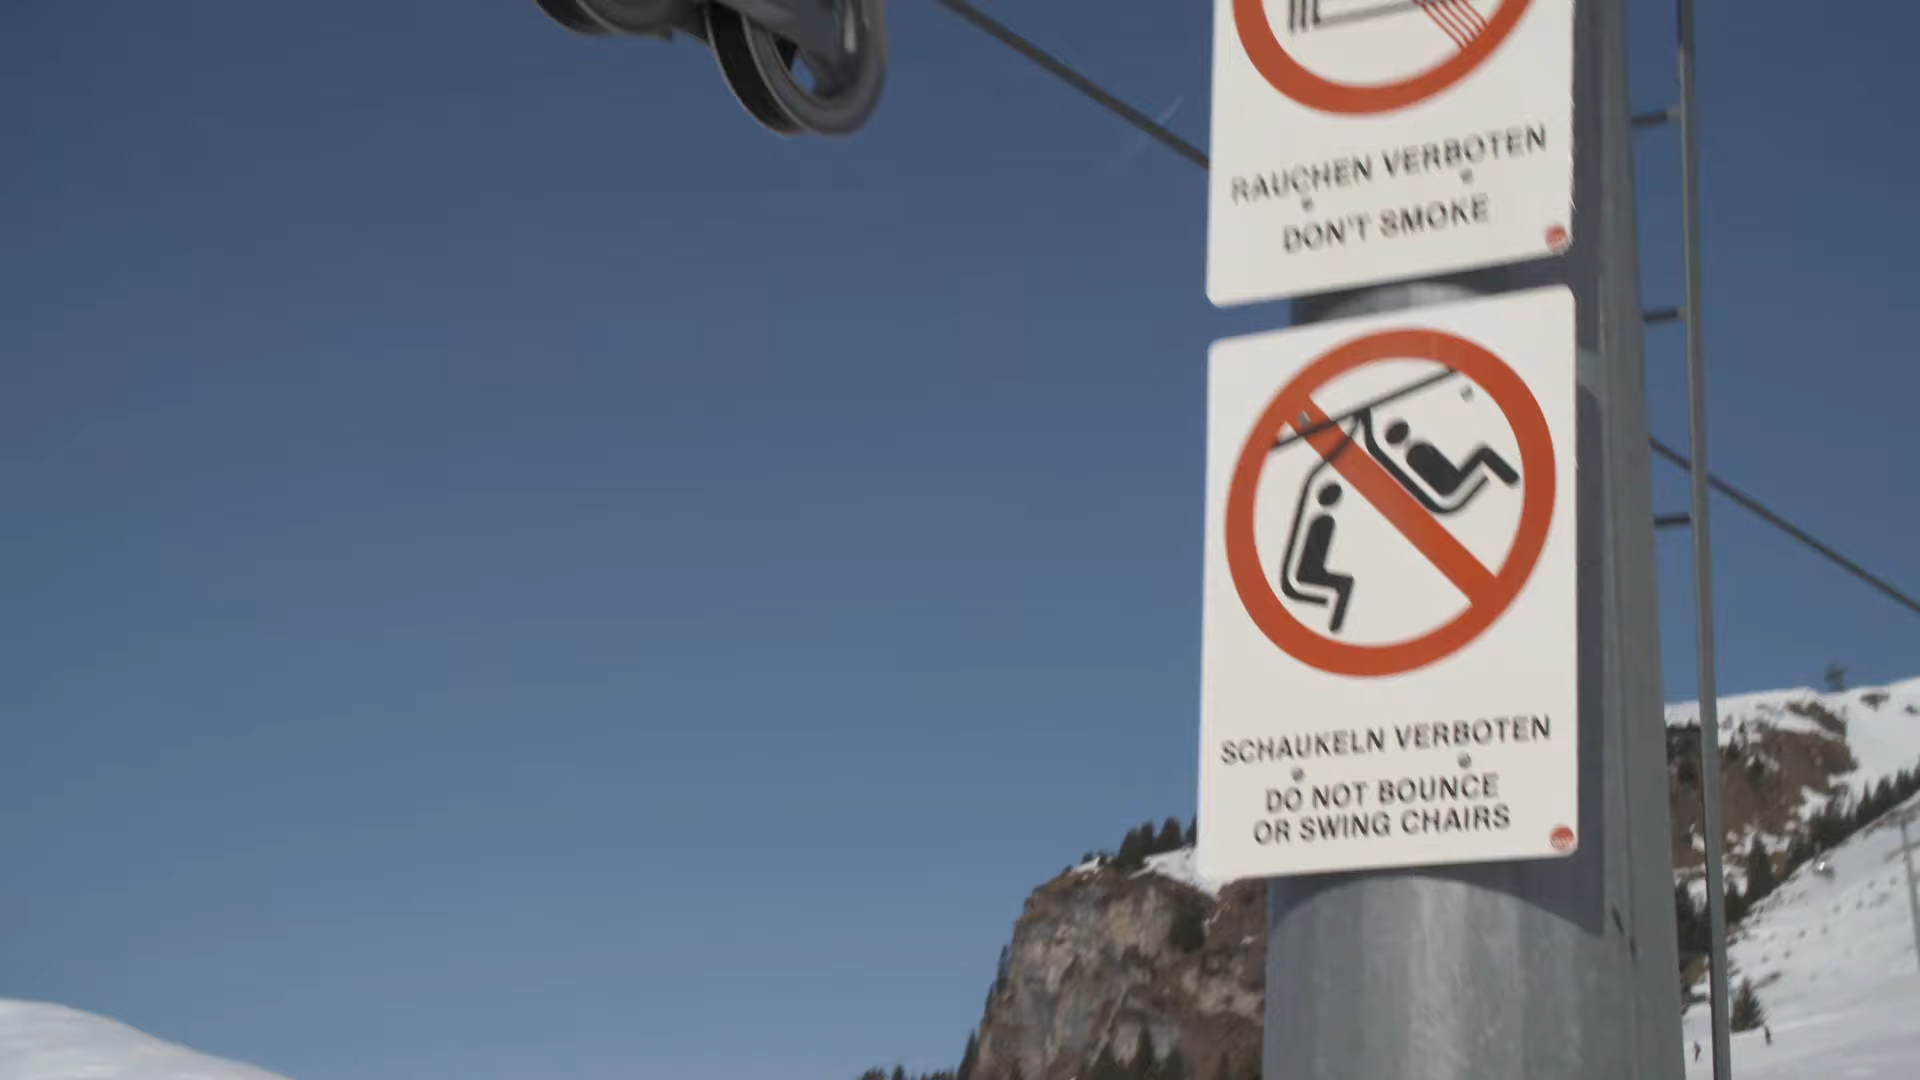 RAUCHEN VERBOTEN
DON'T SMOKE
SCHAUKELN VERBOTEN
DO NOT BOUNCE
OR SWING CHAIRS